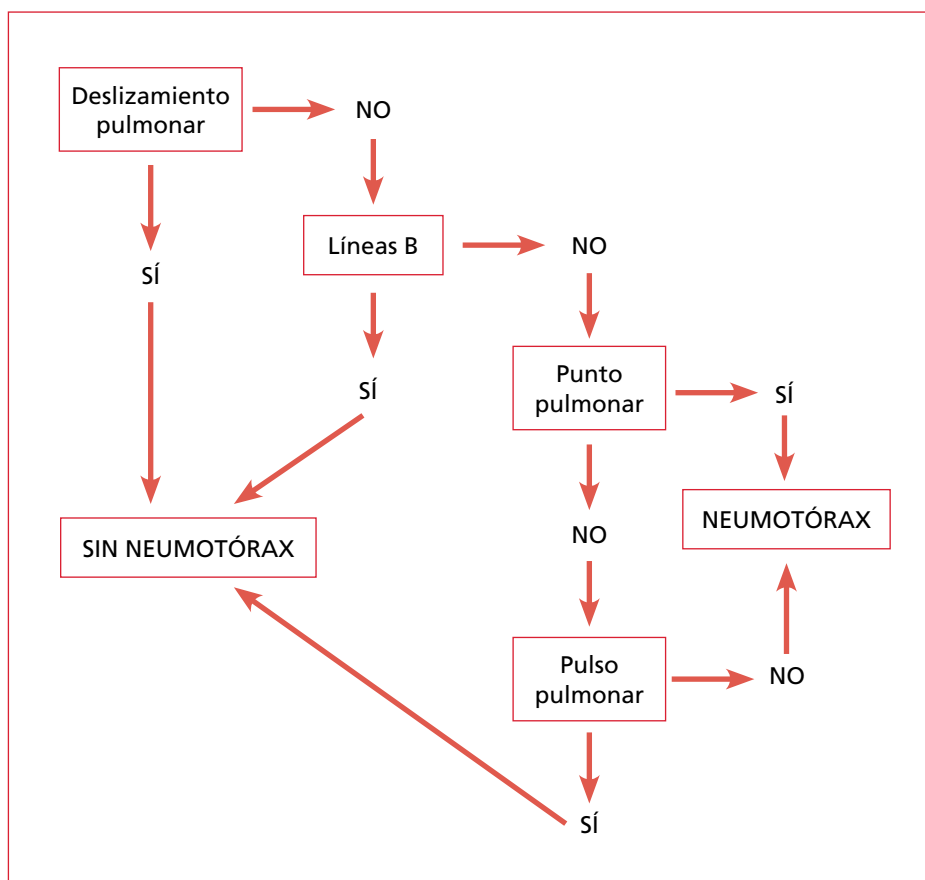 Deslizamiento
pulmonar
NO
SÍ
Líneas B
NO
SÍ
Punto
pulmonar
SÍ
NO
NEUMOTÓRAX
SIN NEUMOTÓRAX
Pulso
pulmonar
NO
SÍ